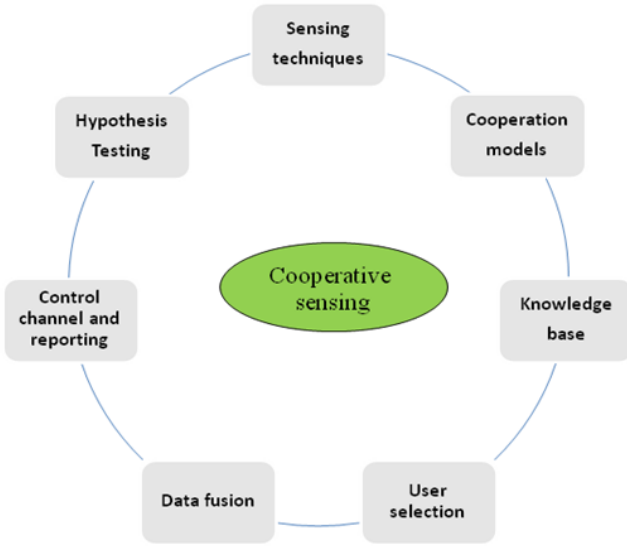 Sensing
techniques
Cooperation
models
Knowledge
base
User
selection
Data fusion
Control
channel and
reporting
Hypothesis
Testing
Cooperative
sensing